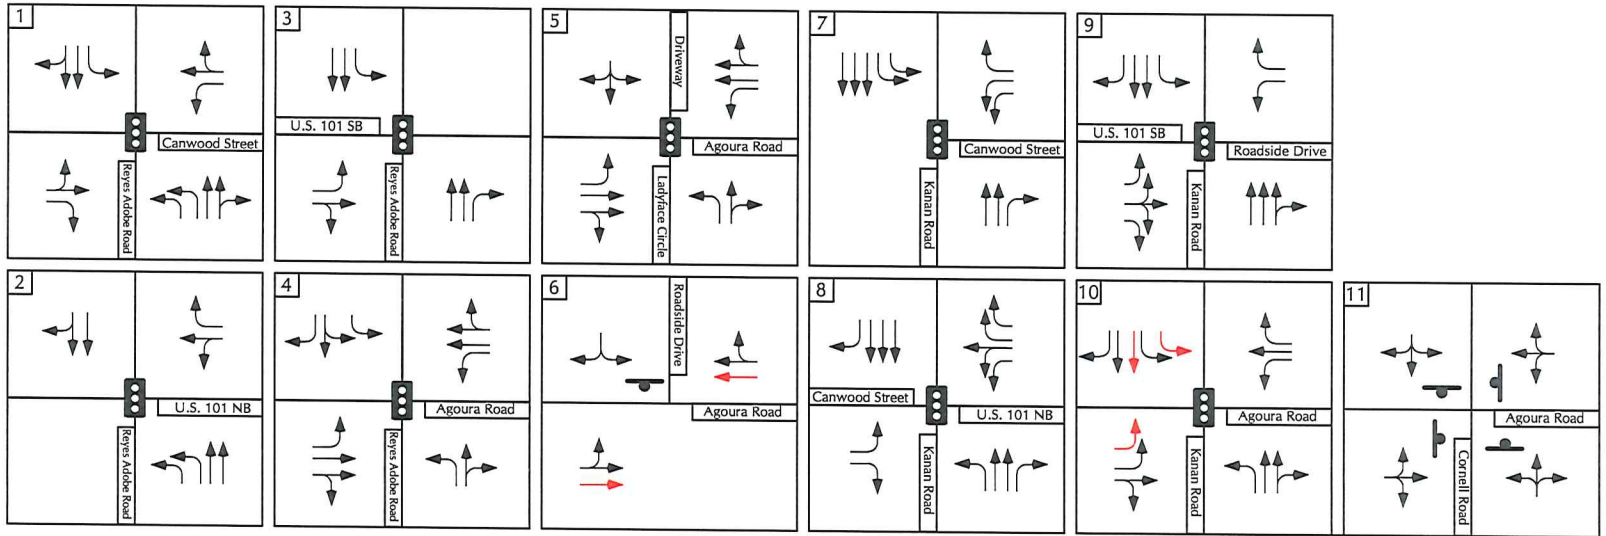 1
Canwood Street
Reyes Adobe Road
3
U.S. 101 SB
Reyes Adobe Road
5
Driveway
Agoura Road
Ladyface Circle
7
Canwood Street
Kanan Road
9
U.S. 101 SB
Roadside Drive
Kanan Road
2
U.S. 101 NB
Reyes Adobe Road
4
Agoura Road
Reyes Adobe Road
6
Roadside Drive
Agoura Road
8
Canwood Street
U.S. 101 NB
Kanan Road
10
Agoura Road
Kanan Road
11
Agoura Road
Cornell Road